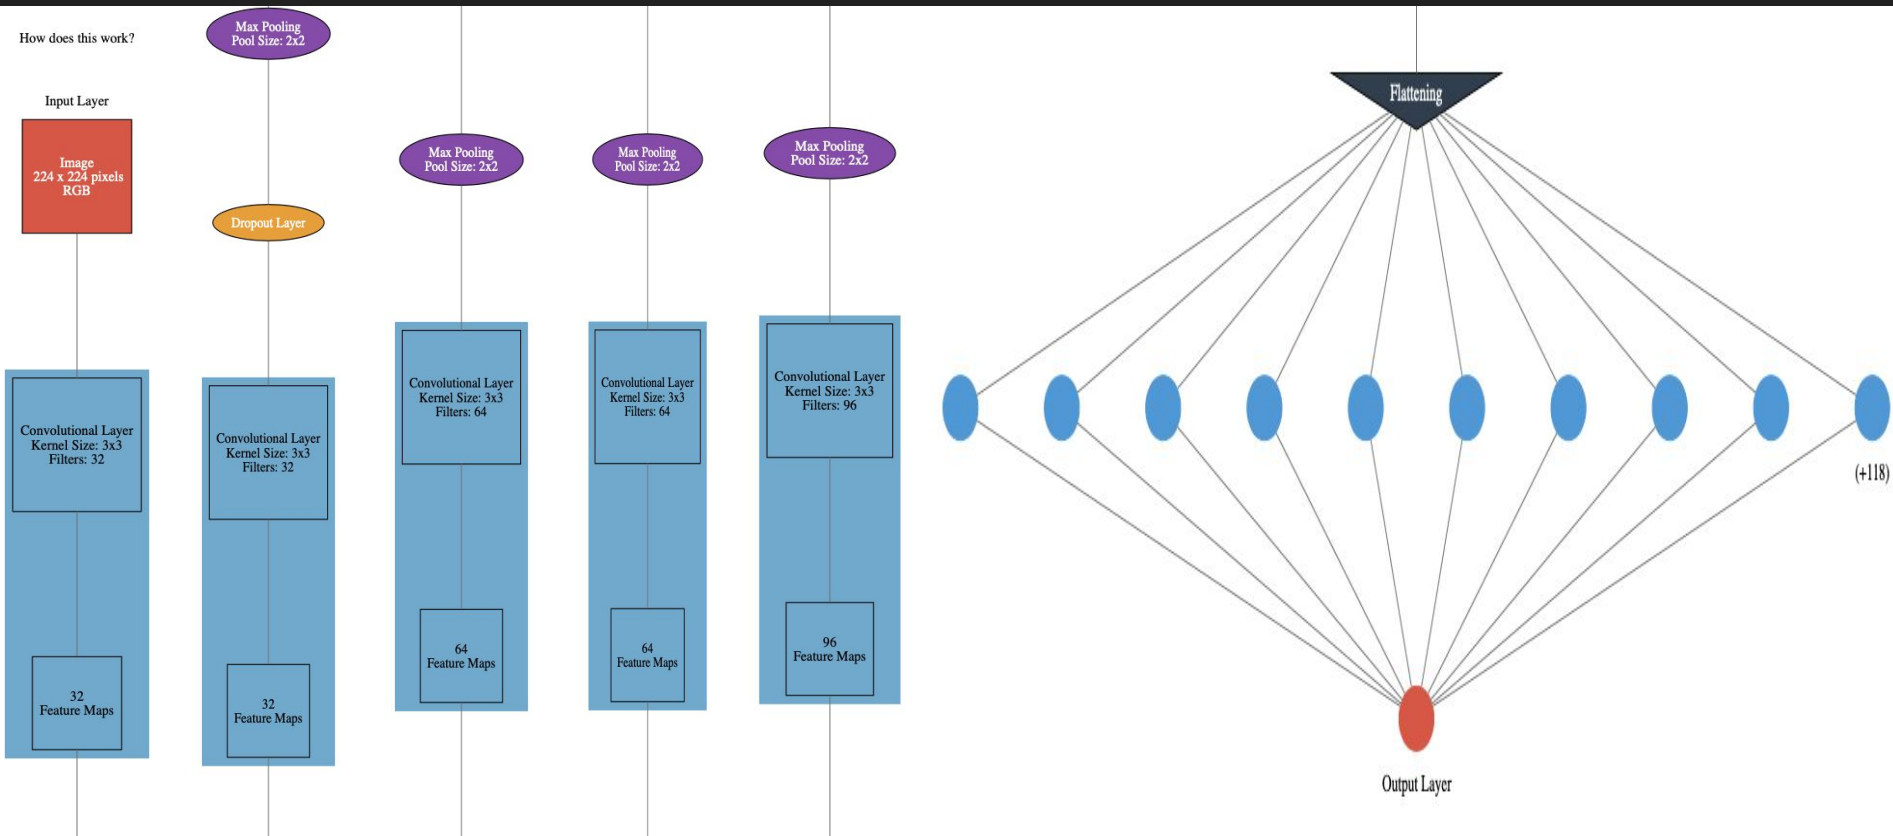 How does this work?
Input Layer
Image
224 x 224 pixels
RGB
Convolutional Layer
Kernel Size: 3x3
Filters: 32
32
Feature Maps
Max Pooling
Pool Size: 2x2
Dropout Layer
Convolutional Layer
Kernel Size: 3x3
Filters: 32
32
Feature Maps
Max Pooling
Pool Size: 2x2
Convolutional Layer
Kernel Size: 3x3
Filters: 64
64
Feature Maps
Max Pooling
Pool Size: 2x2
Convolutional Layer
Kernel Size: 3x3
Filters: 64
64
Feature Maps
Max Pooling
Pool Size: 2x2
Convolutional Layer
Kernel Size: 3x3
Filters: 96
96
Feature Maps
Flattening
(+118)
Output Layer